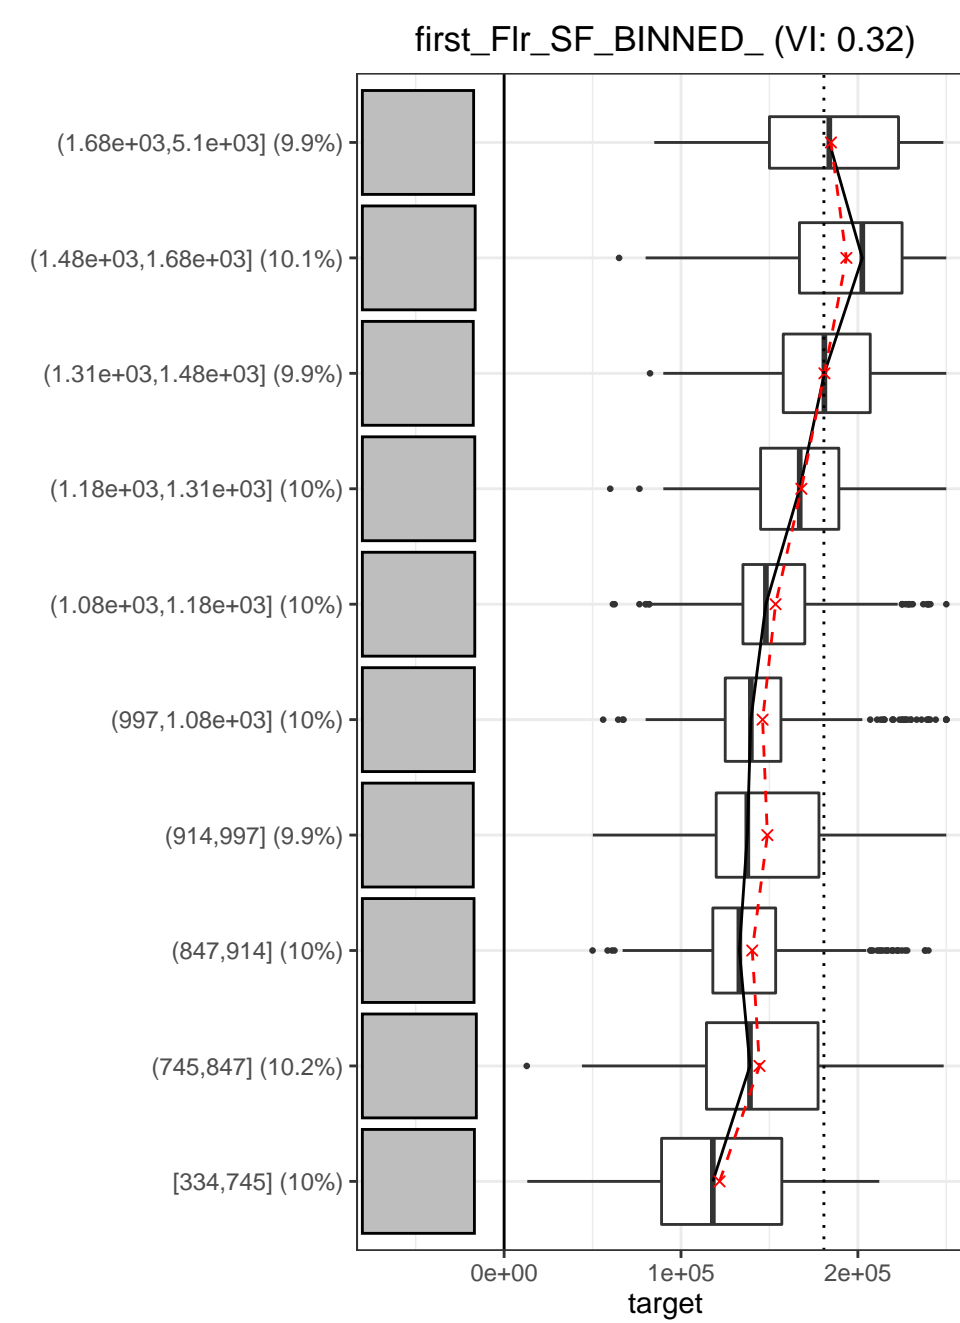 first_Flr_SF_BINNED_ (VI: 0.32)
(1.68e+03,5.1e+03] (9.9%)
(1.48e+03,1.68e+03] (10.1%)
(1.31e+03,1.48e+03] (9.9%)
(1.18e+03,1.31e+03] (10%)
(1.08e+03,1.18e+03] (10%)
(997,1.08e+03] (10%)
(914,997] (9.9%)
(847,914] (10%)
(745,847] (10.2%)
[334,745] (10%)
0e+00 1e+05 2e+05
target